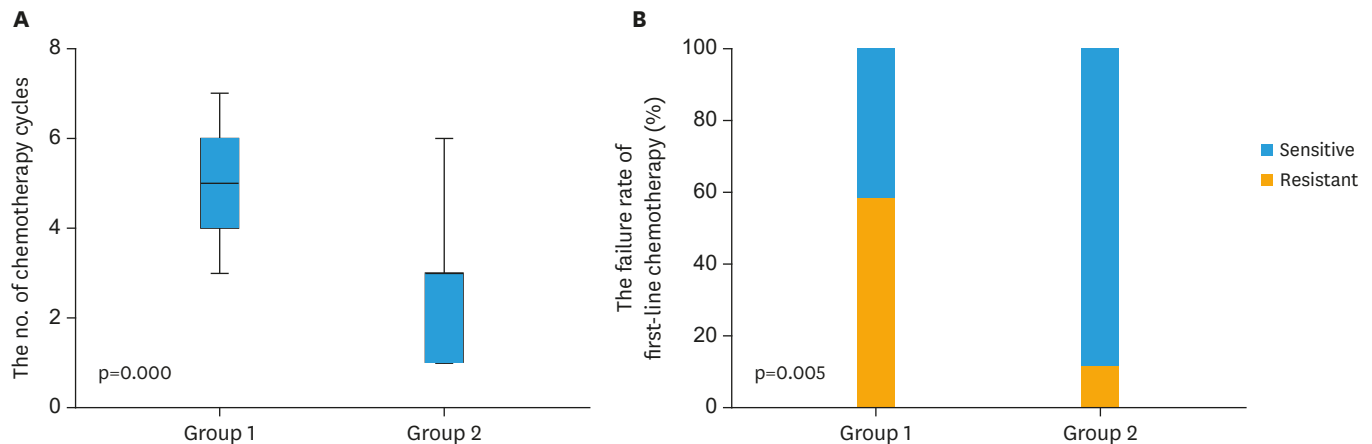 A
The no. of chemotherapy cycles
8
6
4
2
0
p=0.000
Group 1
Group 2
B
The failure rate of
first-line chemotherapy (%)
100
80
60
40
20
0
p=0.005
Group 1
Group 2
Sensitive
Resistant